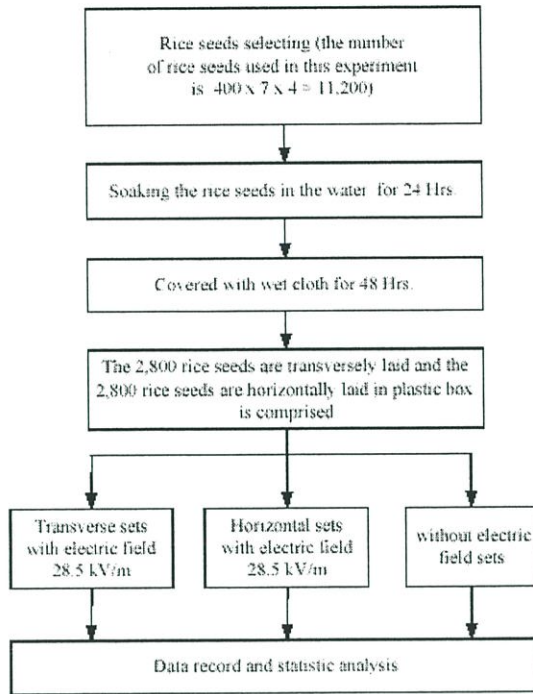 Rice seeds selecting (the number
of rice seeds used in this experiment
is 400 x 7 x 4 = 11,200)
Soaking the rice seeds in the water for 24 Hrs.
Covered with wet cloth for 48 Hrs.
The 2,800 rice seeds are transversely laid and the
2,800 rice seeds are horizontally laid in plastic box
is comprised
Transverse sets
with electric field
28.5 kV/m
Horizontal sets
with electric field
28.5 kV/m
without electric
field sets
Data record and statistic analysis